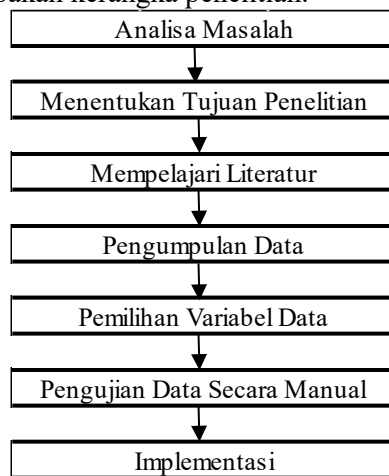 kerangka penelitian.
Analisa Masalah
Menentukan Tujuan Penelitian
Mempelajari Literatur
Pengumpulan Data
Pemilihan Variabel Data
Pengujian Data Secara Manual
Implementasi